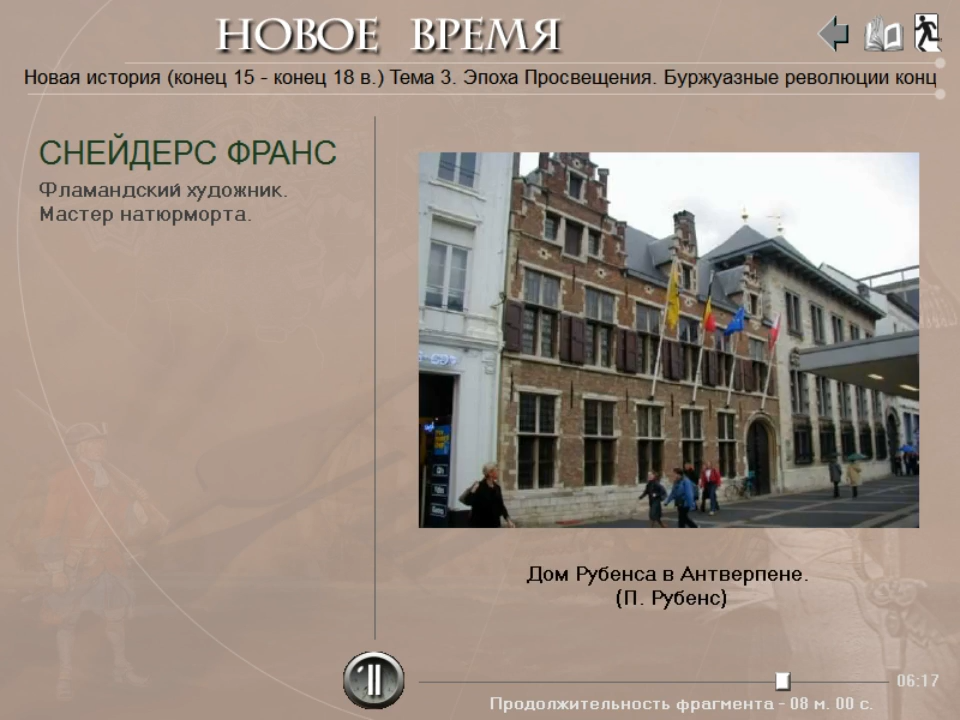 НОВОЕ ВРЕМЯ
Новая история (конец 15 - конец 18 в.) Тема 3. Эпоха Просвещения. Буржуазные революции конц
СНЕЙДЕРС ФРАНС
Фламандский художник.
Мастер натюрморта.
Дом Рубенса в Антверпене.
(П. Рубенс)
06:17
Продолжительность фрагмента - 08 м. 00 с.